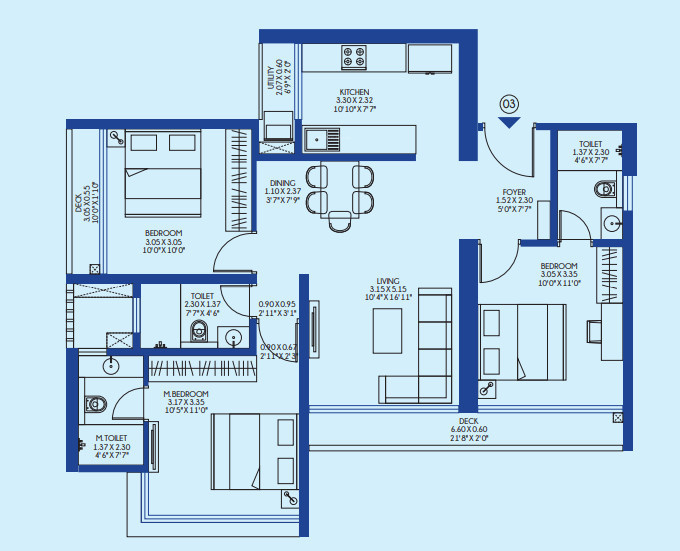 UTILITY
2.07 X 0.60
6'9" X 2'0"
KITCHEN
3.30 X 2.32
10'10" X 7'7"
03
TOILET
1.37 X 2.30
4'6" X 7'7"
DINING
1.10 X 2.37
3'7" X 7'9"
DECK
3.05 X 0.55
10'0" X 1'10"
FOYER
1.52 X 2.30
5'0" X 7'7"
BEDROOM
3.05 X 3.05
10'0" X 10'0"
BEDROOM
3.05 X 3.35
10'0" X 11'0"
LIVING
3.15 X 5.15
10'4" X 16'11"
TOILET
2.30 X 1.37
7'7" X 4'6"
0.90 X 0.95
2'11" X 3'1"
0.90 X 0.67
2'11" X 2'3"
M.BEDROOM
3.17 X 3.35
10'5" X 11'0"
DECK
6.60 X 0.60
21'8" X 2'0"
M.TOILET
1.37 X 2.30
4'6" X 7'7"